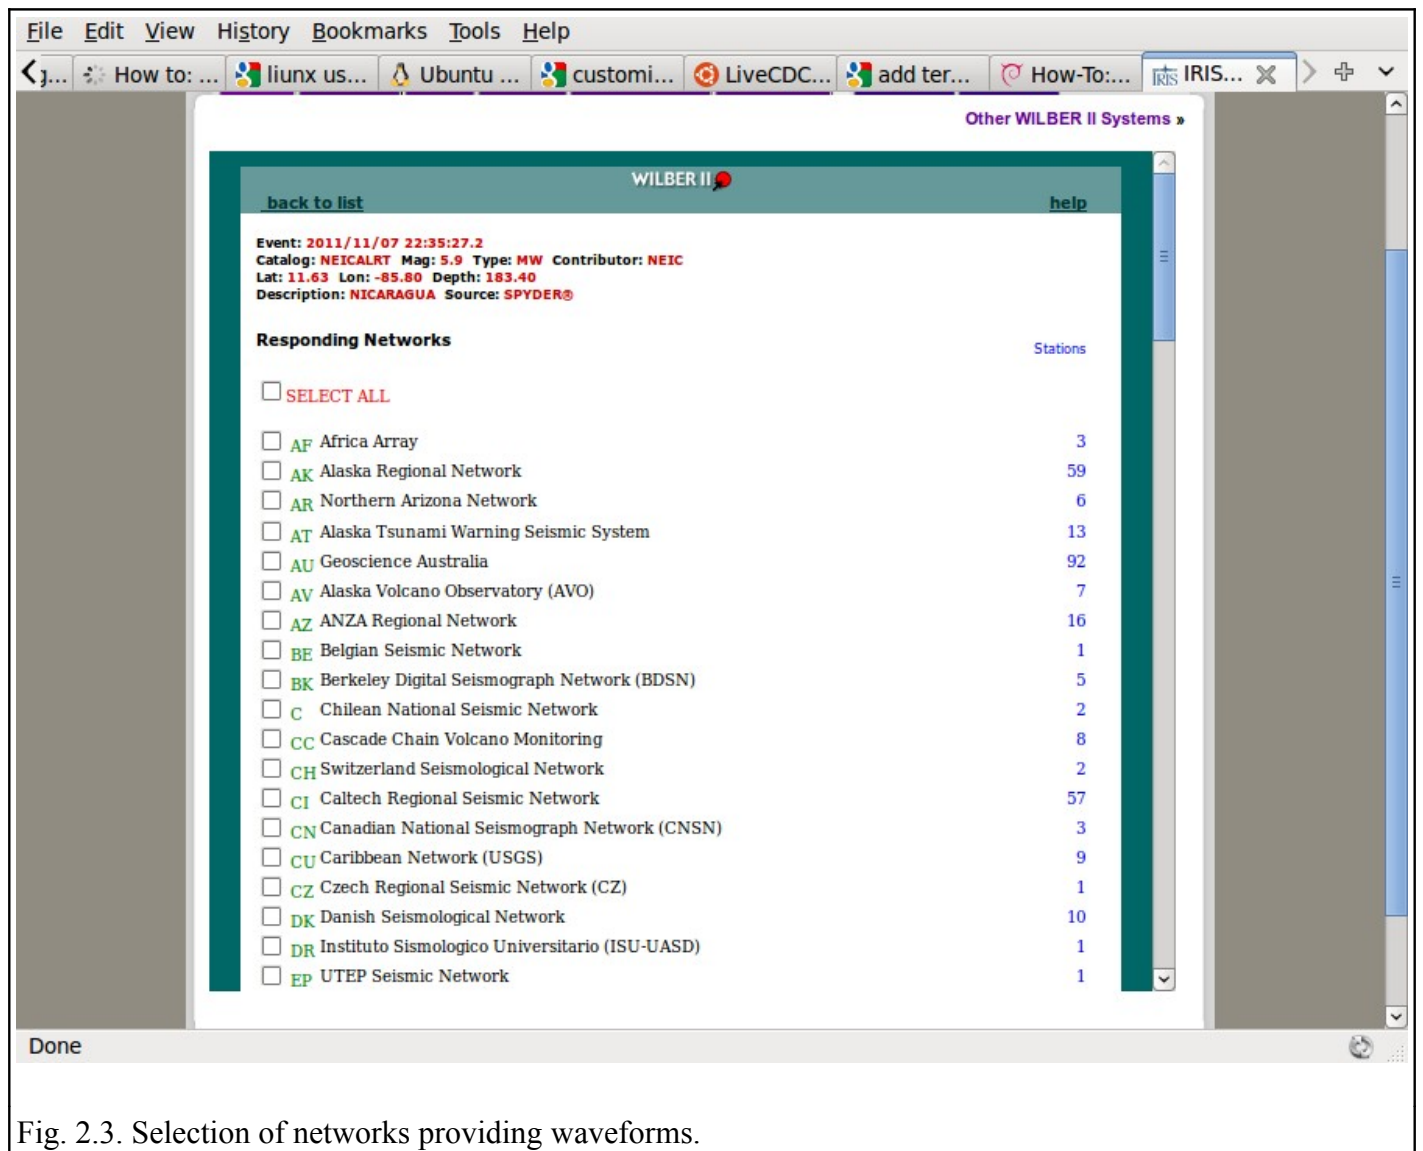 File Edit View History Bookmarks Tools Help
g... How to: ... liunx us... Ubuntu ... customi... LiveCDC... add ter... How-To:... IRIS IRIS...
Other WILBER II Systems »
WILBER II
back to list help
Event: 2011/11/07 22:35:27.2
Catalog: NEICALRT Mag: 5.9 Type: MW Contributor: NEIC
Lat: 11.63 Lon: -85.80 Depth: 183.40
Description: NICARAGUA Source: SPYDER®
Responding Networks
Stations
SELECT ALL
AF Africa Array 3
AK Alaska Regional Network 59
AR Northern Arizona Network 6
AT Alaska Tsunami Warning Seismic System 13
AU Geoscience Australia 92
AV Alaska Volcano Observatory (AVO) 7
AZ ANZA Regional Network 16
BE Belgian Seismic Network 1
BK Berkeley Digital Seismograph Network (BDSN) 5
C Chilean National Seismic Network 2
CC Cascade Chain Volcano Monitoring 8
CH Switzerland Seismological Network 2
CI Caltech Regional Seismic Network 57
CN Canadian National Seismograph Network (CNSN) 3
CU Caribbean Network (USGS) 9
CZ Czech Regional Seismic Network (CZ) 1
DK Danish Seismological Network 10
DR Instituto Sismologico Universitario (ISU-UASD) 1
EP UTEP Seismic Network 1
Done
Fig. 2.3. Selection of networks providing waveforms.